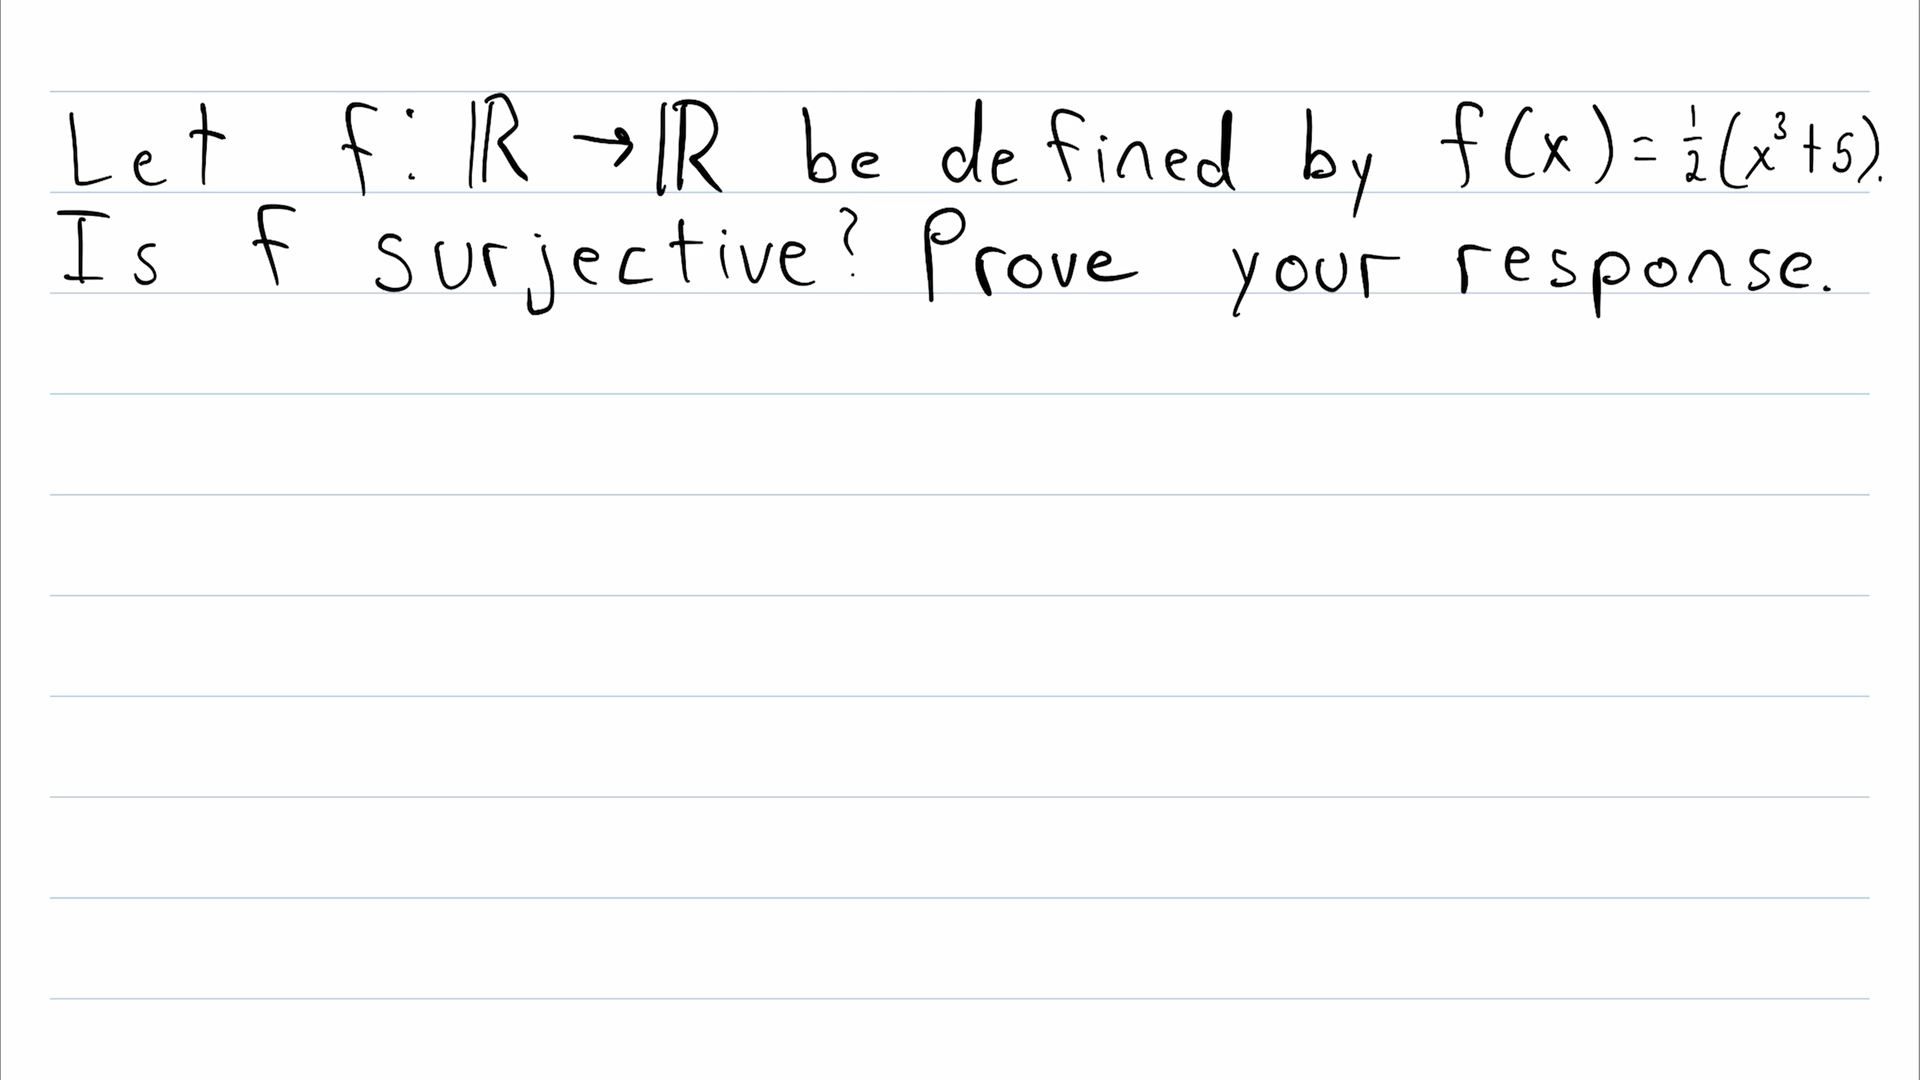 Let f: ℝ → ℝ be defined by f(x) = ½(x³+5).
Is f surjective? Prove your response.